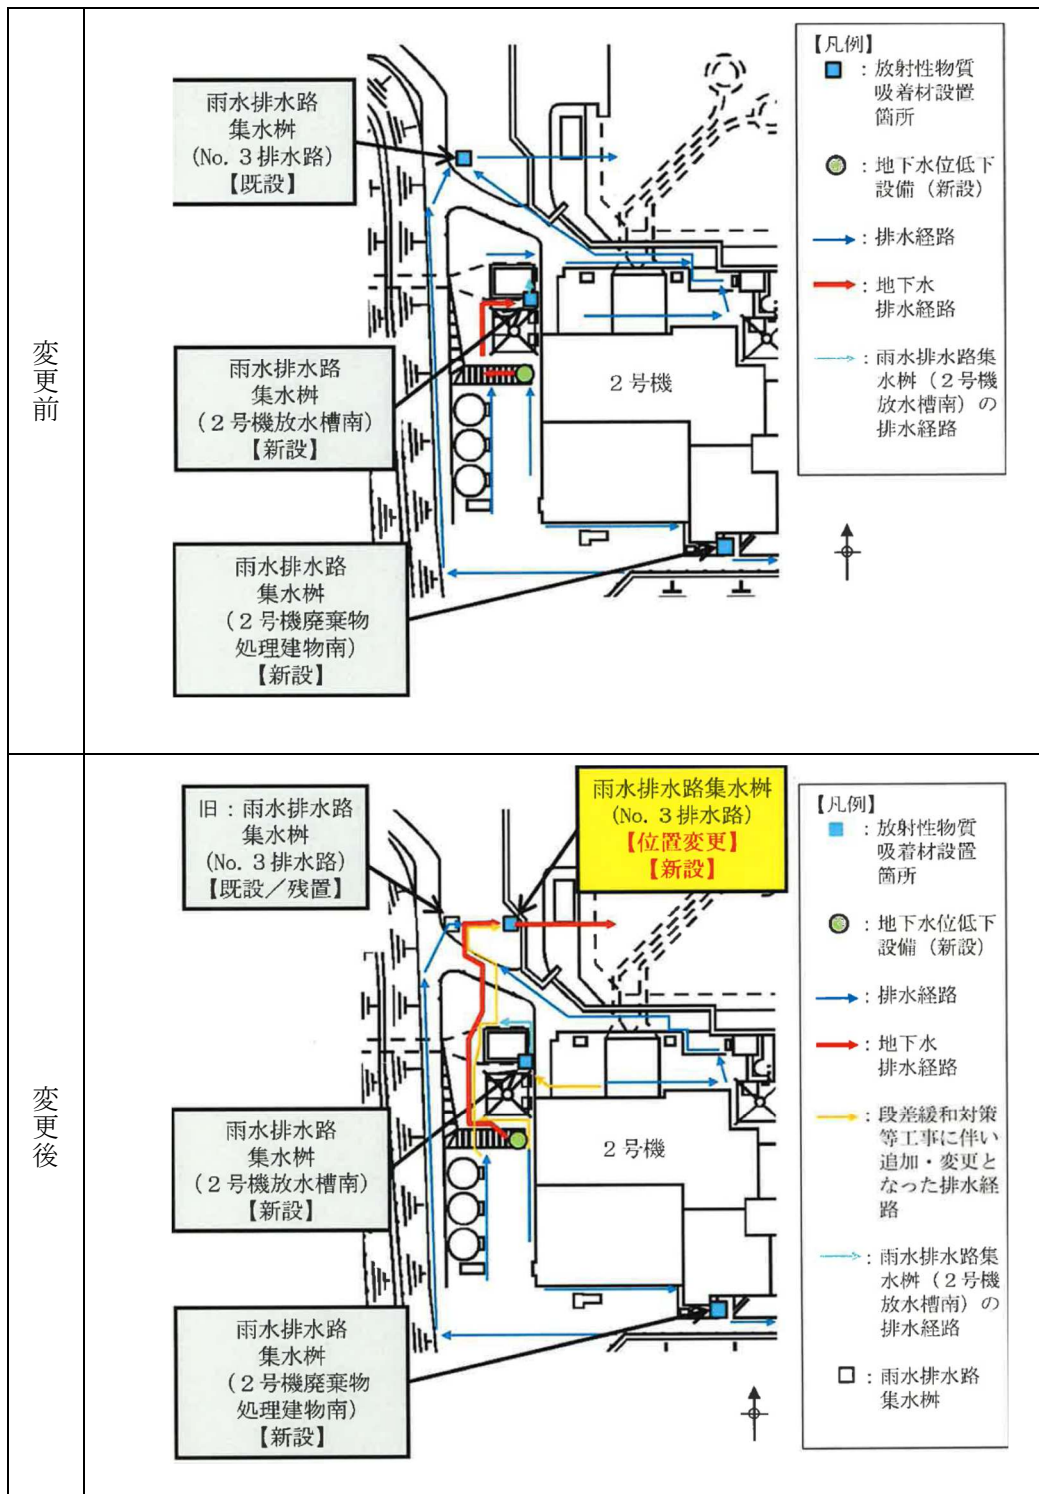 変更前
雨水排水路
集水桝
(No. 3 排水路)
【既設】
雨水排水路
集水桝
(2号機放水槽南)
【新設】
雨水排水路
集水桝
(2号機廃棄物
処理建物南)
【新設】
2号機
【凡例】
：放射性物質
吸着材設置
箇所
：地下水位低下
設備（新設）
：排水経路
：地下水
排水経路
：雨水排水路集
水桝（2号機
放水槽南）の
排水経路
変更後
旧：雨水排水路
集水桝
(No. 3 排水路)
【既設／残置】
雨水排水路集水桝
(No. 3 排水路)
【位置変更】
【新設】
雨水排水路
集水桝
(2号機放水槽南)
【新設】
雨水排水路
集水桝
(2号機廃棄物
処理建物南)
【新設】
2号機
【凡例】
：放射性物質
吸着材設置
箇所
：地下水位低下
設備（新設）
：排水経路
：地下水
排水経路
：段差緩和対策
等工事に伴い
追加・変更と
なった排水経
路
：雨水排水路集
水桝（2号機
放水槽南）の
排水経路
：雨水排水路
集水桝